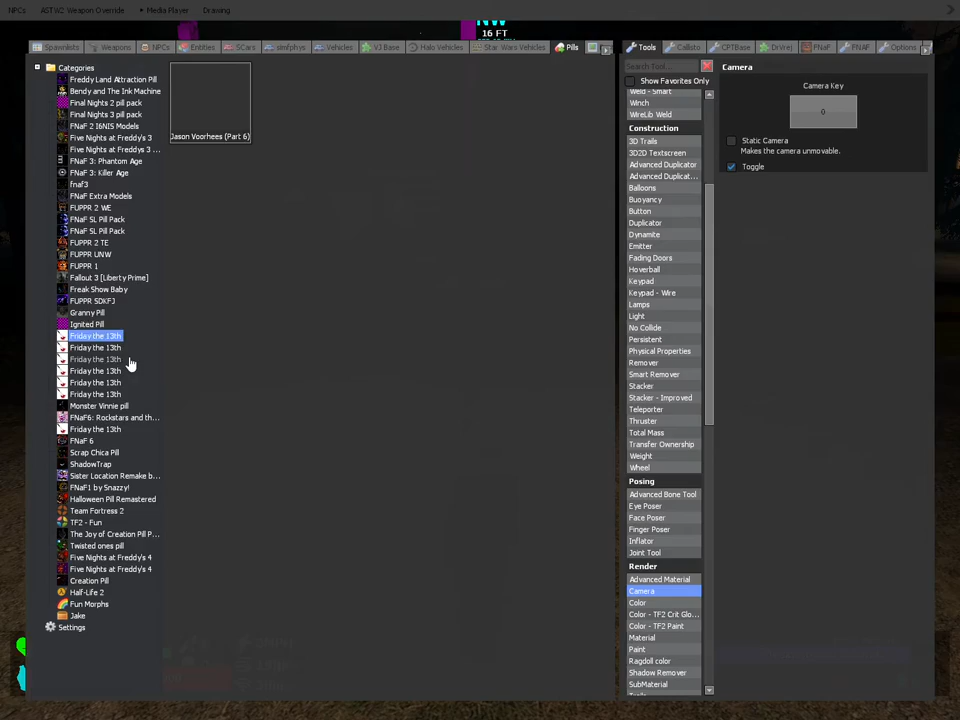 NPCs
ASTW2 Weapon Override
• Media Player
Drawing
NW
16 FT
Spawnlists
Weapons
NPCs
Entities
SCars
simfphys
Vehicles
VJ Base
Halo Vehicles
Star Wars Vehicles
Pills
Tools
Callisto
CPTBase
DrVrej
FNaF
FNAF
Options
Categories
Freddy Land Attraction Pill
Bendy and The Ink Machine
Final Nights 2 pill pack
Final Nights 3 pill pack
FNaF 2 I6NIS Models
Five Nights at Freddy's 3
Five Nights at Freddys 3 ...
FNAF 3: Phantom Age
FNAF 3: Killer Age
fnaf3
FNaF Extra Models
FUPPR 2 WE
FNaF SL Pill Pack
FNaF SL Pill Pack
FUPPR 2 TE
FUPPR UNW
FUPPR 1
Fallout 3 [Liberty Prime]
Freak Show Baby
FUPPR SDKFJ
Granny Pill
Ignited Pill
Friday the 13th
Friday the 13th
Friday the 13th
Friday the 13th
Friday the 13th
Friday the 13th
Monster Vinnie pill
FNaF6: Rockstars and th...
Friday the 13th
FNAF 6
Scrap Chica Pill
ShadowTrap
Sister Location Remake b...
FNaF1 by Snazzy!
Halloween Pill Remastered
Team Fortress 2
TF2 - Fun
The Joy of Creation Pill P...
Twisted ones pill
Five Nights at Freddy's 4
Five Nights at Freddy's 4
Creation Pill
Half-Life 2
Fun Morphs
Jake
Settings
Jason Voorhees (Part 6)
Search Tool...
Show Favorites Only
Weld - Smart
Winch
WireLib Weld
Construction
3D Trails
3D2D Textscreen
Advanced Duplicator
Advanced Duplicat...
Balloons
Buoyancy
Button
Duplicator
Dynamite
Emitter
Fading Doors
Hoverball
Keypad
Keypad - Wire
Lamps
Light
No Collide
Persistent
Physical Properties
Remover
Smart Remover
Stacker
Stacker - Improved
Teleporter
Thruster
Total Mass
Transfer Ownership
Weight
Wheel
Posing
Advanced Bone Tool
Eye Poser
Face Poser
Finger Poser
Inflator
Joint Tool
Render
Advanced Material
Camera
Color
Color - TF2 Crit Glo...
Color - TF2 Paint
Material
Paint
Ragdoll color
Shadow Remover
SubMaterial
Camera
Camera Key
0
Static Camera
Makes the camera unmovable.
Toggle